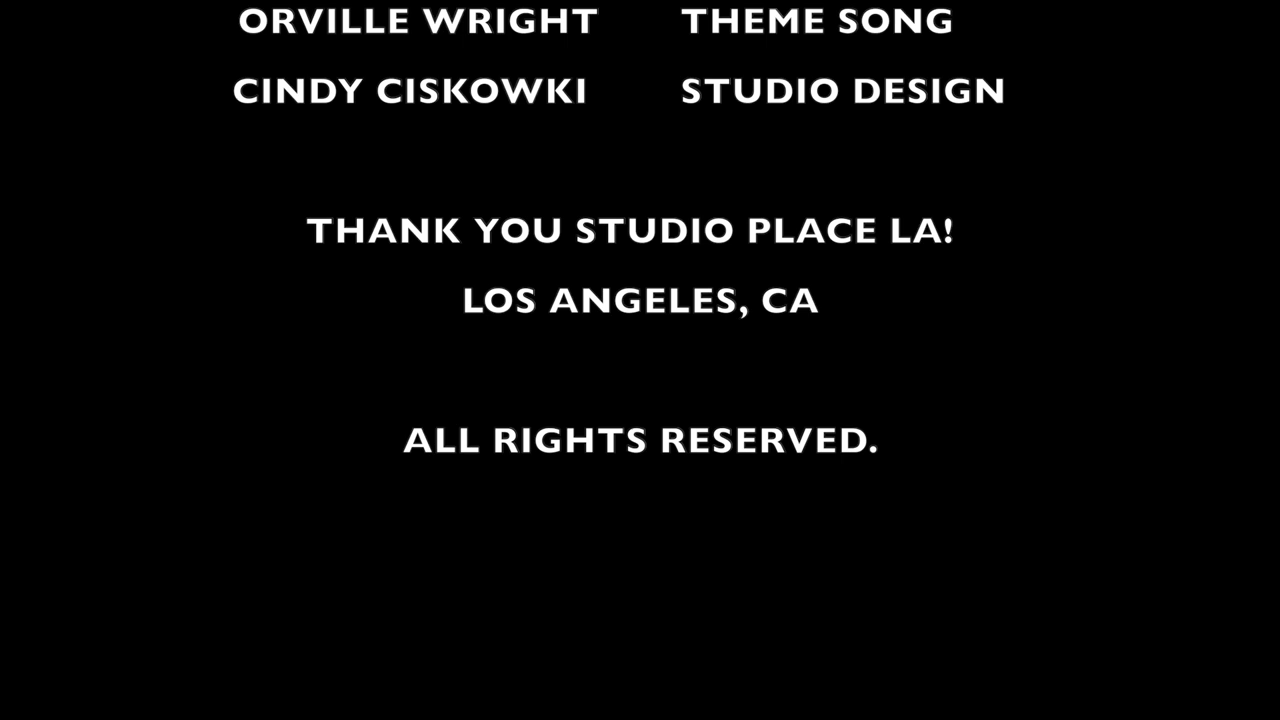 ORVILLE WRIGHT THEME SONG
CINDY CISKOWKI STUDIO DESIGN
THANK YOU STUDIO PLACE LA!
LOS ANGELES, CA
ALL RIGHTS RESERVED.